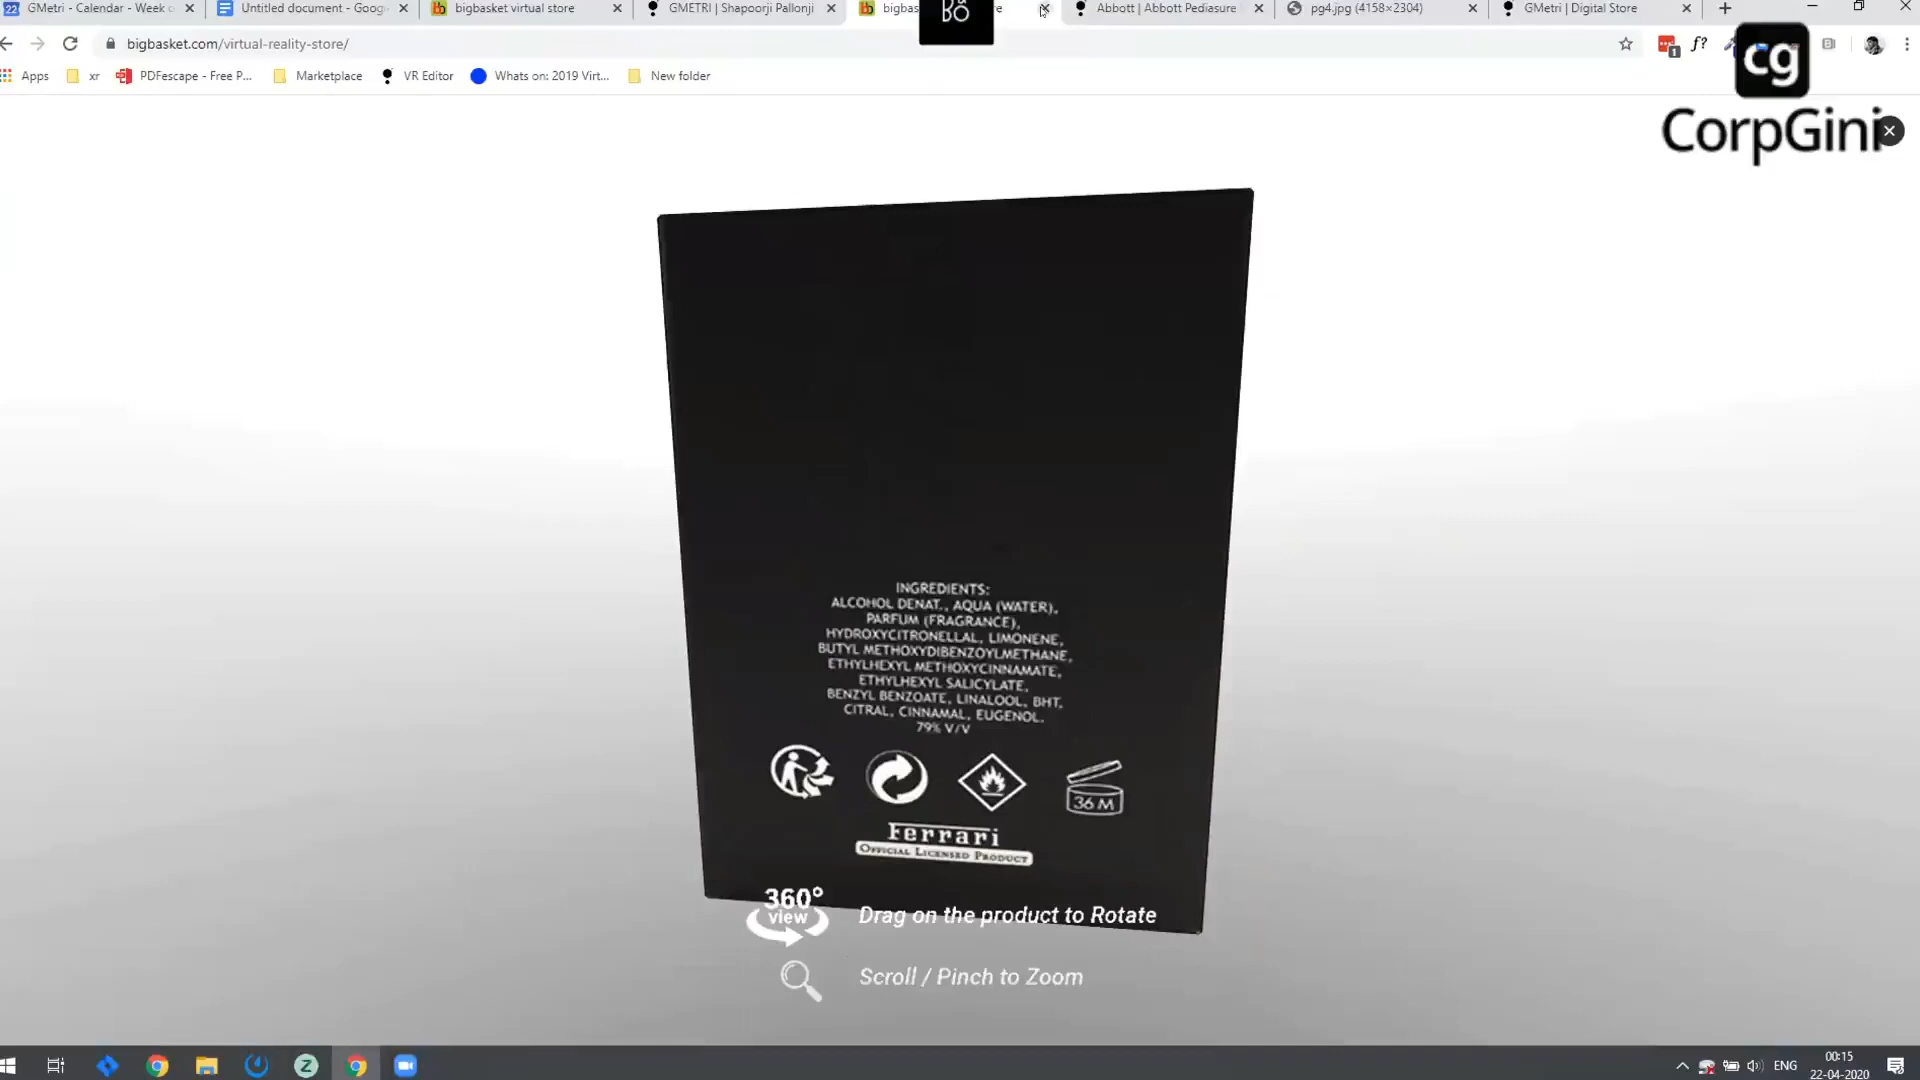 GMetri - Calendar - Week
Untitled document - Goog
bigbasket virtual store
GMETRI | Shapoorji Pallonji
bigbas
re
Abbott | Abbott Pediasure
pg4.jpg (4158×2304)
GMetri | Digital Store
bigbasket.com/virtual-reality-store/
f?
Apps
xr
PDFescape - Free P...
Marketplace
VR Editor
Whats on: 2019 Virt...
New folder
cg
CorpGini
INGREDIENTS:
ALCOHOL DENAT., AQUA (WATER),
PARFUM (FRAGRANCE),
HYDROXYCITRONELLAL, LIMONENE,
BUTYL METHOXYDIBENZOYLMETHANE,
ETHYLHEXYL METHOXYCINNAMATE,
ETHYLHEXYL SALICYLATE,
BENZYL BENZOATE, LINALOOL, BHT,
CITRAL, CINNAMAL, EUGENOL.
79% V/V
36 M
Ferrari
OFFICIAL LICENSED PRODUCT
360°
view
Drag on the product to Rotate
Scroll / Pinch to Zoom
ENG
00:15
22-04-2020